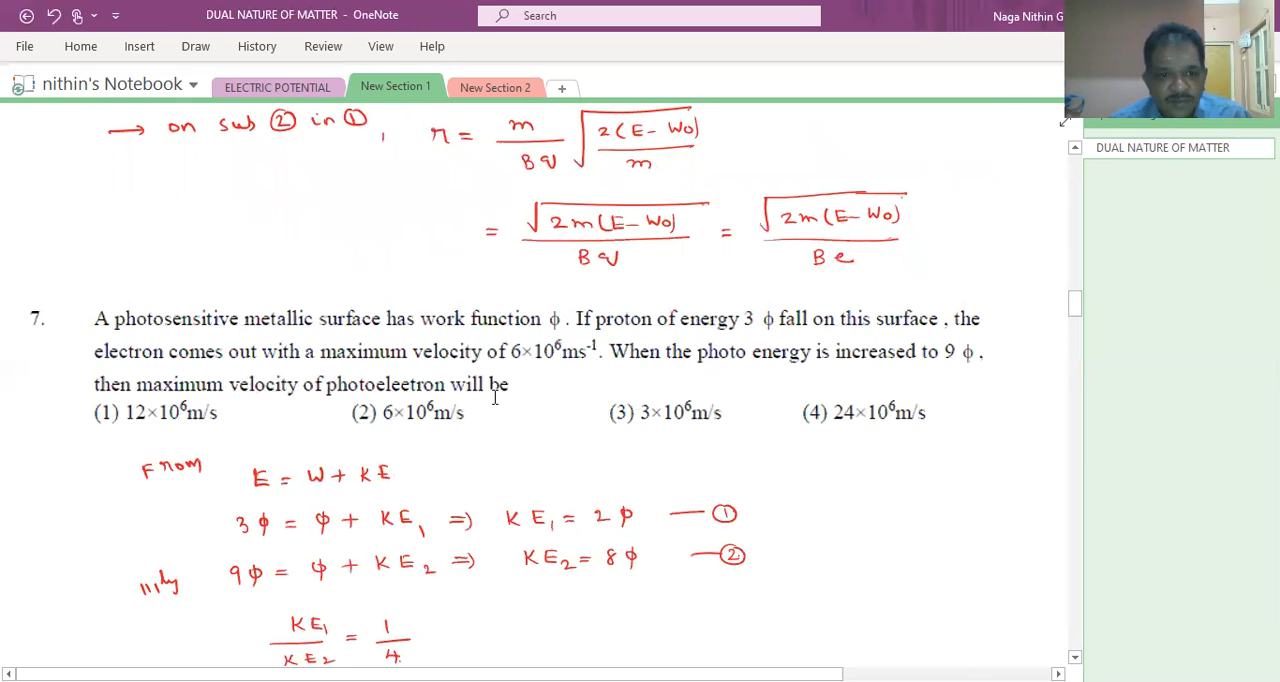 DUAL NATURE OF MATTER - OneNote
Search
Naga Nithin G
File Home Insert Draw History Review View Help
nithin's Notebook ELECTRIC POTENTIAL New Section 1 New Section 2 +
DUAL NATURE OF MATTER
→ on sub ② in ①, r = m / Bq √(2(E - W0) / m)
= √(2m(E - W0)) / Bq = √(2m(E - W0)) / Be
7. A photosensitive metallic surface has work function ϕ . If proton of energy 3 ϕ fall on this surface , the
electron comes out with a maximum velocity of 6×10⁶ms⁻¹. When the photo energy is increased to 9 ϕ ,
then maximum velocity of photoeleetron will be
(1) 12×10⁶m/s (2) 6×10⁶m/s (3) 3×10⁶m/s (4) 24×10⁶m/s
From E = W + KE
3ϕ = ϕ + KE₁ ⇒ KE₁ = 2ϕ — ①
111ly 9ϕ = ϕ + KE₂ ⇒ KE₂ = 8ϕ — ②
KE₁ / KE₂ = 1 / 4